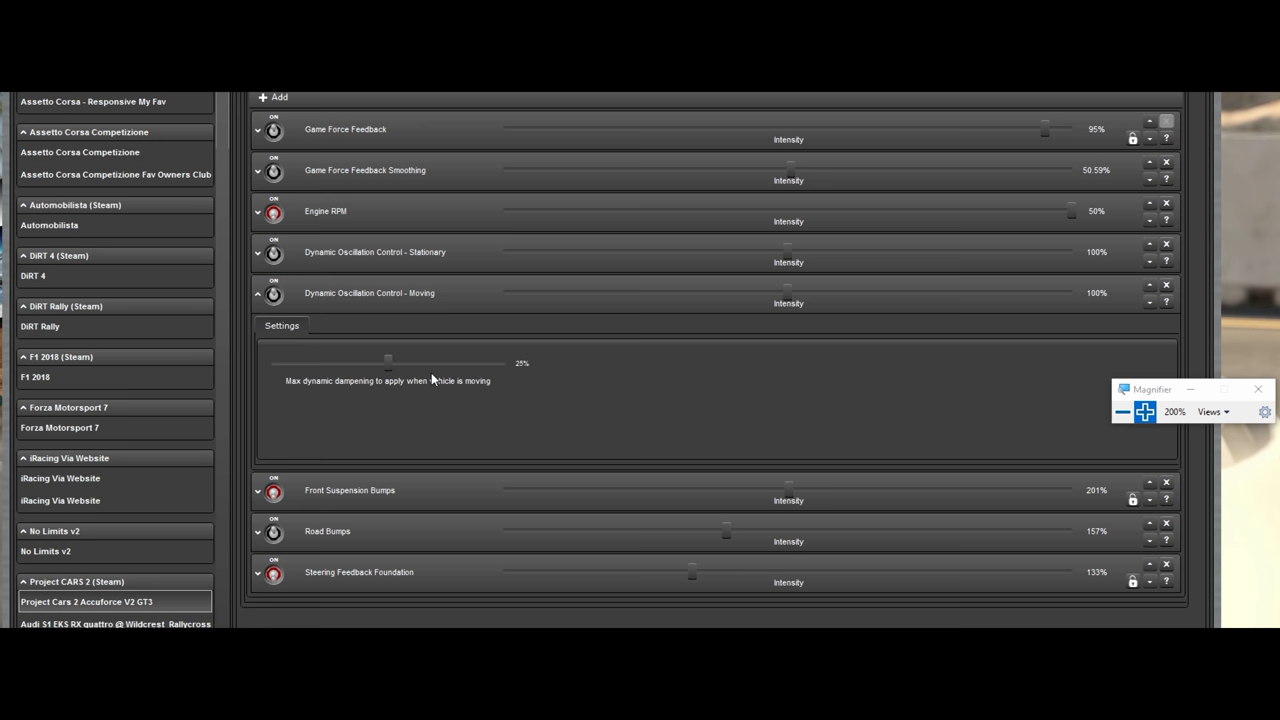 Assetto Corsa - Responsive My Fav
Assetto Corsa Competizione
Assetto Corsa Competizione
Assetto Corsa Competizione Fav Owners Club
Automobilista (Steam)
Automobilista
DiRT 4 (Steam)
DiRT 4
DiRT Rally (Steam)
DiRT Rally
F1 2018 (Steam)
F1 2018
Forza Motorsport 7
Forza Motorsport 7
iRacing Via Website
iRacing Via Website
iRacing Via Website
No Limits v2
No Limits v2
Project CARS 2 (Steam)
Project Cars 2 Accuforce V2 GT3
Audi S1 EKS RX quattro @ Wildcrest Rallycross
+ Add
ON
Game Force Feedback
95%
Intensity
?
ON
Game Force Feedback Smoothing
50.59%
Intensity
?
ON
Engine RPM
50%
Intensity
?
ON
Dynamic Oscillation Control - Stationary
100%
Intensity
?
ON
Dynamic Oscillation Control - Moving
100%
Intensity
?
Settings
25%
Max dynamic dampening to apply when vehicle is moving
ON
Front Suspension Bumps
201%
Intensity
?
ON
Road Bumps
157%
Intensity
?
ON
Steering Feedback Foundation
133%
Intensity
?
Magnifier
200% Views